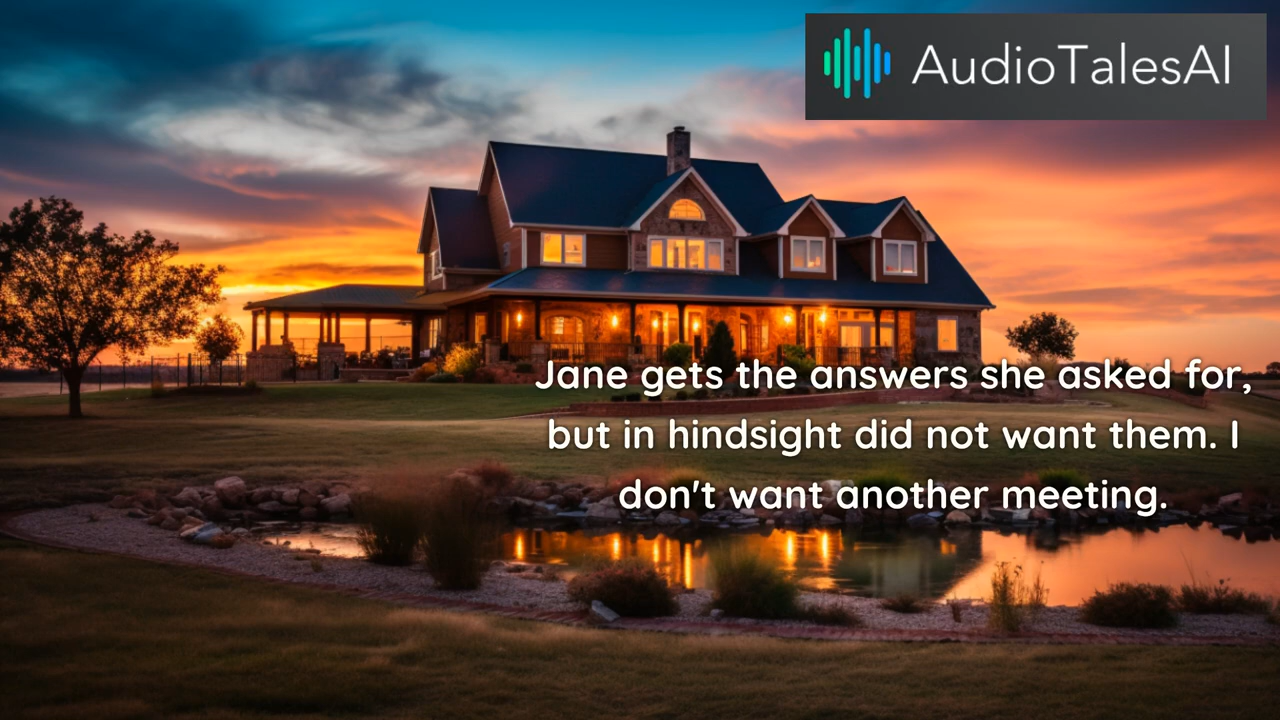 AudioTalesAI
Jane gets the answers she asked for,
but in hindsight did not want them. I
don't want another meeting.